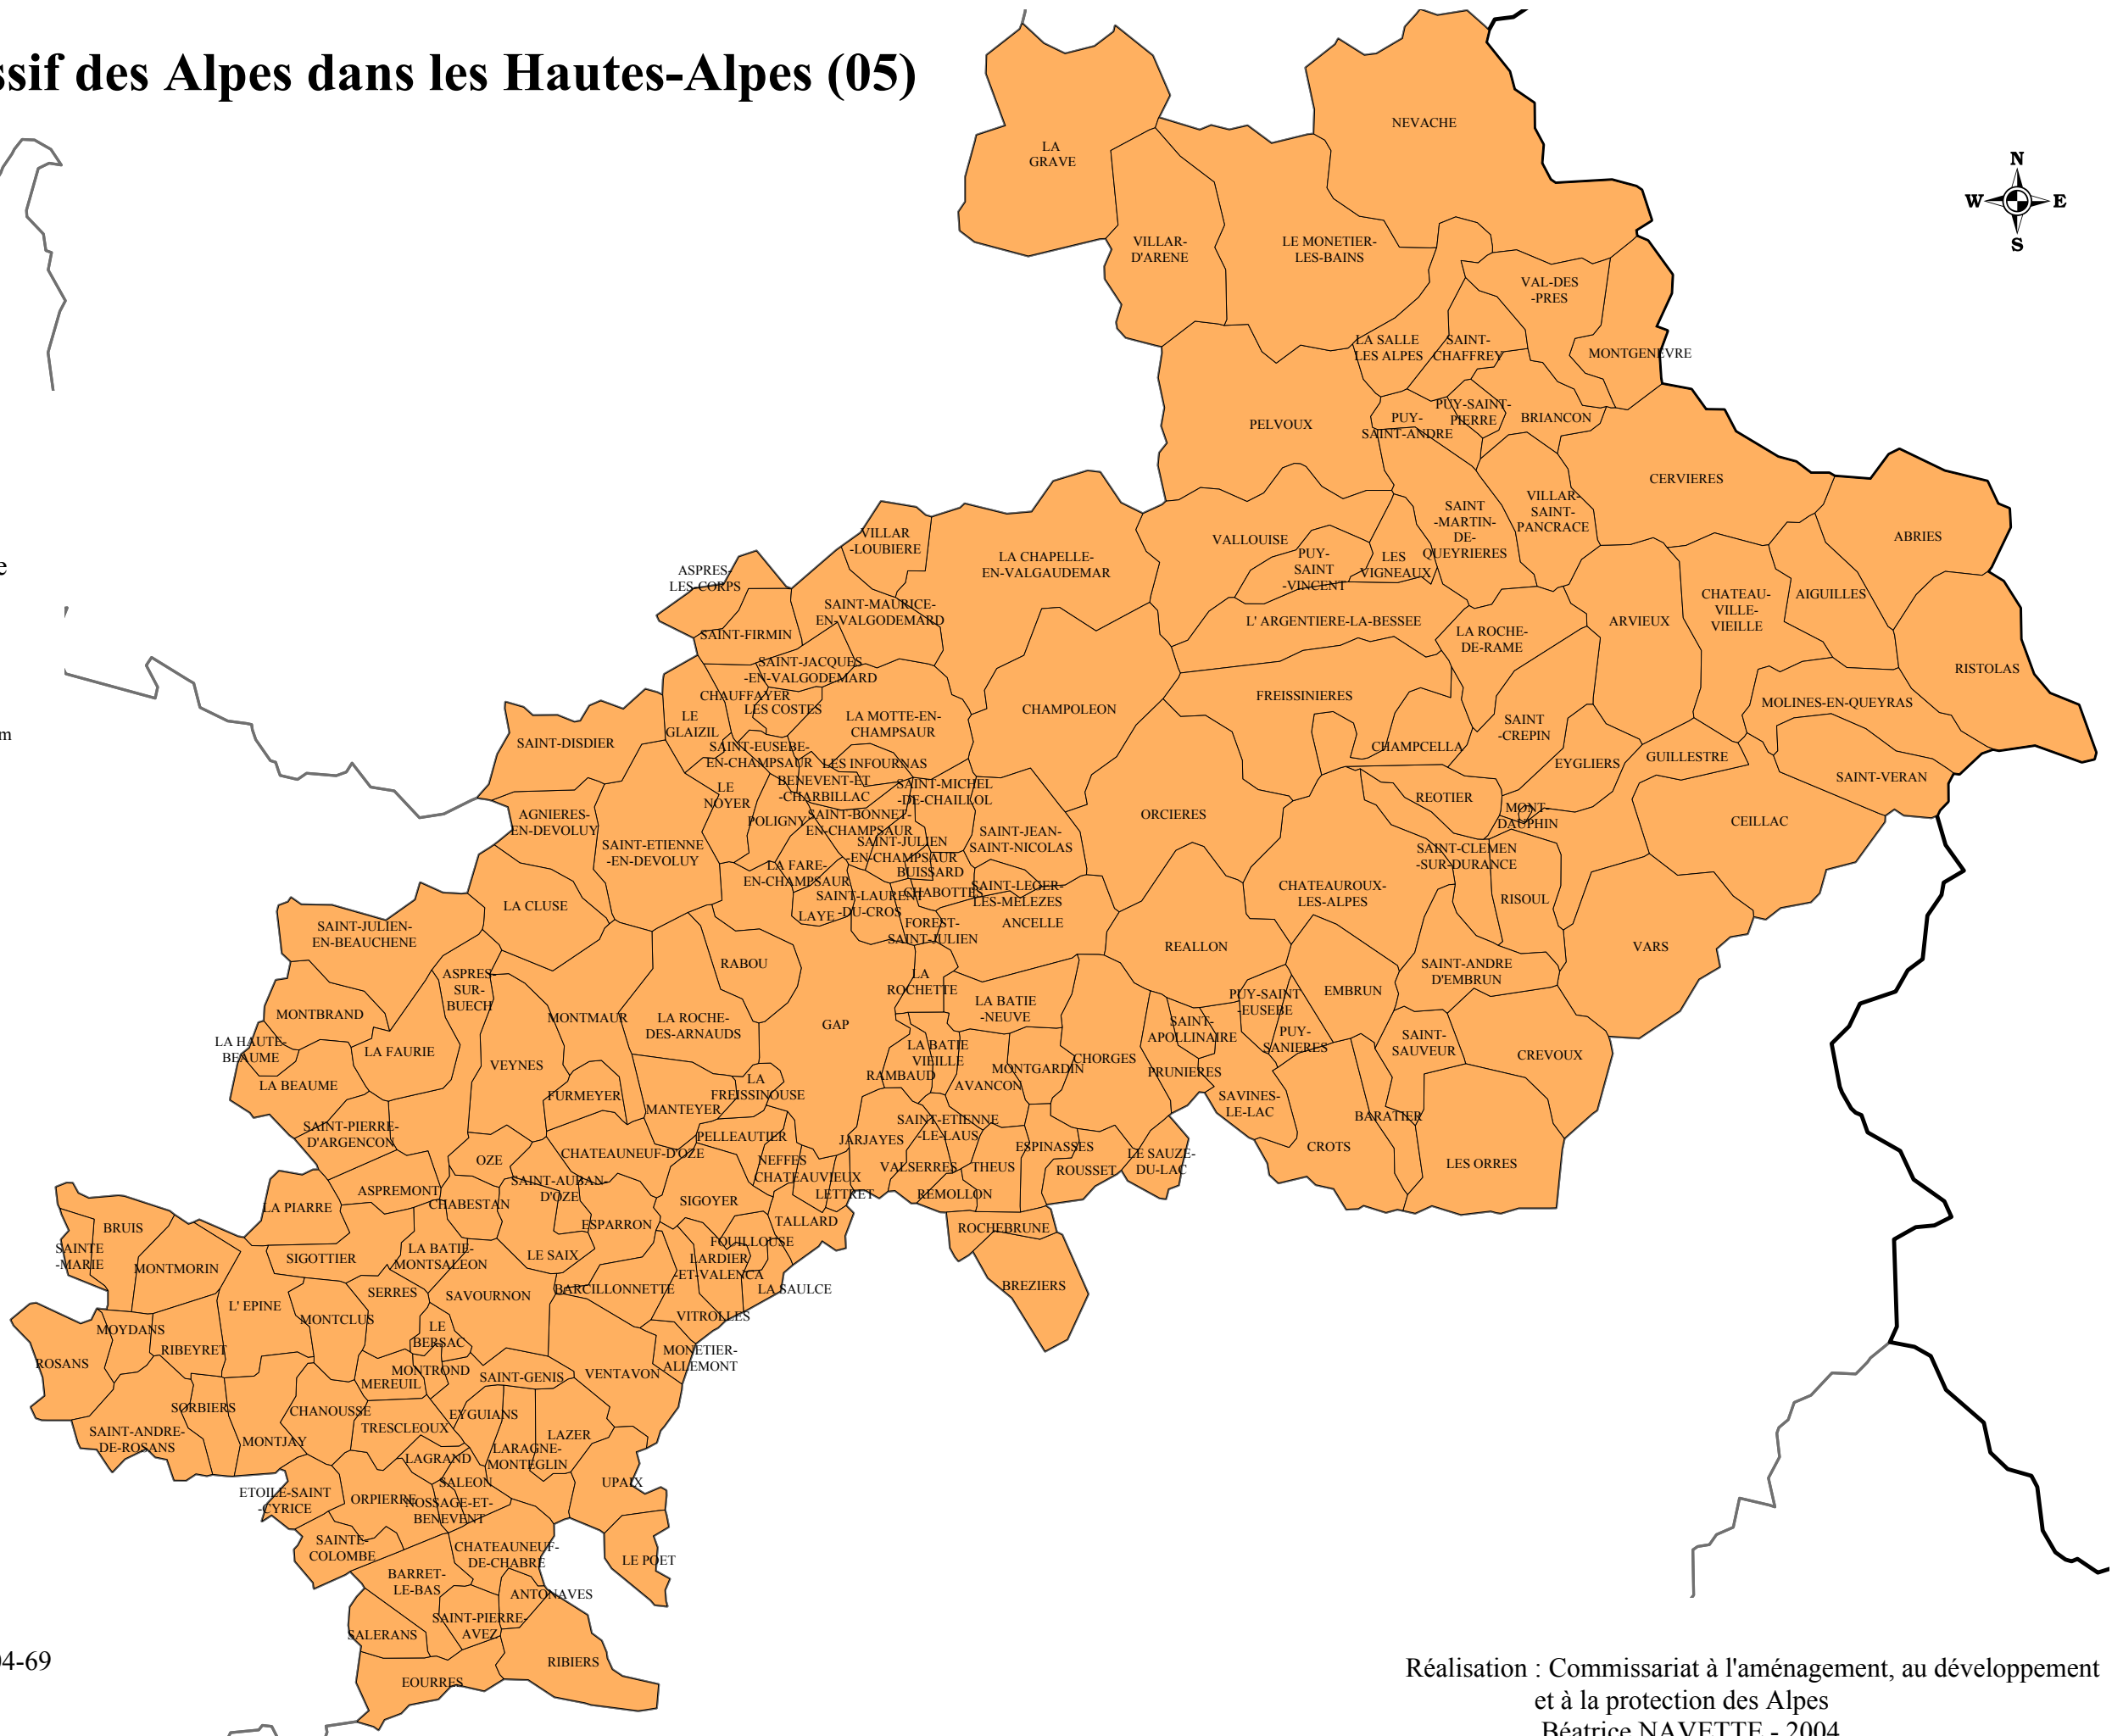 ssif des Alpes dans les Hautes-Alpes (05)
N
W E
S
e
m
04-69
NEVACHE
LA
GRAVE
VILLAR-
D'ARENE
LE MONETIER-
LES-BAINS
VAL-DES
-PRES
LA SALLE
LES ALPES
SAINT-
CHAFFREY
MONTGENEVRE
PELVOUX
PUY-
SAINT-ANDRE
PUY-SAINT-
PIERRE
BRIANCON
CERVIERES
VILLAR-
SAINT-
PANCRACE
SAINT
-MARTIN-
DE-
QUEYRIERES
ABRIES
VALLOUISE
PUY-
SAINT
-VINCENT
LES
VIGNEAUX
VILLAR
-LOUBIERE
LA CHAPELLE-
EN-VALGAUDEMAR
ASPRES-
LES-CORPS
SAINT-MAURICE-
EN-VALGODEMARD
SAINT-FIRMIN
L' ARGENTIERE-LA-BESSEE
LA ROCHE-
DE-RAME
ARVIEUX
CHATEAU-
VILLE-
VIEILLE
AIGUILLES
RISTOLAS
SAINT-JACQUES
-EN-VALGODEMARD
CHAUFFAYER
LES COSTES
LE
GLAIZIL
LA MOTTE-EN-
CHAMPSAUR
CHAMPOLEON
FREISSINIERES
MOLINES-EN-QUEYRAS
SAINT
-CREPIN
CHAMPCELLA
EYGLIERS
GUILLESTRE
SAINT-VERAN
SAINT-DISDIER
SAINT-EUSEBE-
EN-CHAMPSAUR
LES INFOURNAS
BENEVENT-ET
-CHARBILLAC
SAINT-MICHEL
-DE-CHAILLOL
LE
NOYER
POLIGNY
SAINT-BONNET-
EN-CHAMPSAUR
REOTIER
MONT-
DAUPHIN
CEILLAC
AGNIERES-
EN-DEVOLUY
SAINT-ETIENNE
-EN-DEVOLUY
SAINT-JULIEN
-EN-CHAMPSAUR
SAINT-JEAN-
SAINT-NICOLAS
ORCIERES
SAINT-CLEMEN
-SUR-DURANCE
LA FARE-
EN-CHAMPSAUR
BUISSARD
SAINT-LAURENT
-DU-CROS
CHABOTTES
SAINT-LEGER-
LES-MELEZES
LAYE
FOREST-
SAINT-JULIEN
ANCELLE
CHATEAUROUX-
LES-ALPES
RISOUL
LA CLUSE
SAINT-JULIEN-
EN-BEAUCHENE
REALLON
VARS
SAINT-ANDRE
D'EMBRUN
RABOU
LA
ROCHETTE
ASPRES-
SUR-
BUECH
MONTBRAND
MONTMAUR
LA ROCHE-
DES-ARNAUDS
GAP
LA BATIE
-NEUVE
PUY-SAINT
-EUSEBE
EMBRUN
SAINT-
APOLLINAIRE
PUY-
SANIERES
SAINT-
SAUVEUR
CREVOUX
LA HAUTE-
BEAUME
LA FAURIE
LA BATIE
VIEILLE
CHORGES
LA BEAUME
VEYNES
RAMBAUD
AVANCON
MONTGARDIN
PRUNIERES
FURMEYER
MANTEYER
LA
FREISSINOUSE
SAVINES-
LE-LAC
BARATIER
SAINT-PIERRE-
D'ARGENCON
PELLEAUTIER
JARJAYES
SAINT-ETIENNE
-LE-LAUS
ESPINASSES
LE SAUZE-
DU-LAC
CROTS
LES ORRES
OZE
CHATEAUNEUF-D'OZE
NEFFES
CHATEAUVIEUX
VALSERRES
THEUS
ROUSSET
ASPREMONT
CHABESTAN
SAINT-AUBAN-
D'OZE
SIGOYER
LETTRET
REMOLLON
LA PIARRE
ESPARRON
TALLARD
ROCHEBRUNE
BRUIS
SAINTE
-MARIE
MONTMORIN
SIGOTTIER
LA BATIE-
MONTSALEON
LE SAIX
FOUILLOUSE
LARDIER
-ET-VALENCA
LA SAULCE
BREZIERS
SERRES
SAVOURNON
BARCILLONNETTE
VITROLLES
L' EPINE
MONTCLUS
MOYDANS
RIBEYRET
LE
BERSAC
MONETIER-
ALLEMONT
ROSANS
MONTROND
MEREUIL
SAINT-GENIS
VENTAVON
SORBIERS
CHANOUSSE
TRESCLEOUX
EYGUIANS
SAINT-ANDRE-
DE-ROSANS
MONTJAY
LAZER
LARAGNE-
MONTEGLIN
LAGRAND
SALEON
UPAIX
ETOILE-SAINT
-CYRICE
ORPIERRE
NOSSAGE-ET-
BENEVENT
SAINTE-
COLOMBE
CHATEAUNEUF-
DE-CHABRE
LE POET
BARRET-
LE-BAS
ANTONAVES
SAINT-PIERRE-
AVEZ
SALERANS
RIBIERS
EOURRES
Réalisation : Commissariat à l'aménagement, au développement
et à la protection des Alpes
Béatrice NAVETTE - 2004